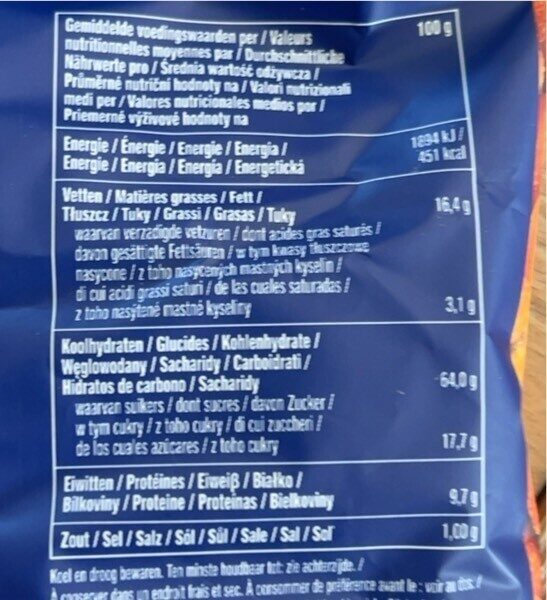 Gemiddelde voedingswaarden per / Valeurs 100 g
nutritionnelles moyennes par / Durchschnittliche
Nährwerte pro / Średnia wartość odżywcza /
Průměrné nutriční hodnoty na / Valori nutrizionali
medi per / Valores nutricionales medios por /
Priemerné výživové hodnoty na
Energie / Énergie / Energie / Energia / 1894 kJ /
Energie / Energia / Energía / Energetická 451 kcal
Vetten / Matières grasses / Fett / 16,4 g
Tłuszcz / Tuky / Grassi / Grasas / Tuky
waarvan verzadigde vetzuren / dont acides gras saturés /
davon gesättigte Fettsäuren / w tym kwasy tłuszczowe
nasycone / z toho nasycených mastných kyselin /
di cui acidi grassi saturi / de las cuales saturadas /
z toho nasýtené mastné kyseliny 3,1 g
Koolhydraten / Glucides / Kohlenhydrate /
Węglowodany / Sacharidy / Carboidrati /
Hidratos de carbono / Sacharidy 64,0 g
waarvan suikers / dont sucres / davon Zucker /
w tym cukry / z toho cukry / di cui zuccheri /
de los cuales azúcares / z toho cukry 17,7 g
Eiwitten / Protéines / Eiweiß / Białko /
Bílkoviny / Proteine / Proteínas / Bielkoviny 9,7 g
Zout / Sel / Salz / Sól / Sůl / Sale / Sal / Soľ 1,00 g
Koel en droog bewaren. Ten minste houdbaar tot: zie achterzijde. /
À conserver dans un endroit frais et sec. À consommer de préférence avant le : voir au dos. /